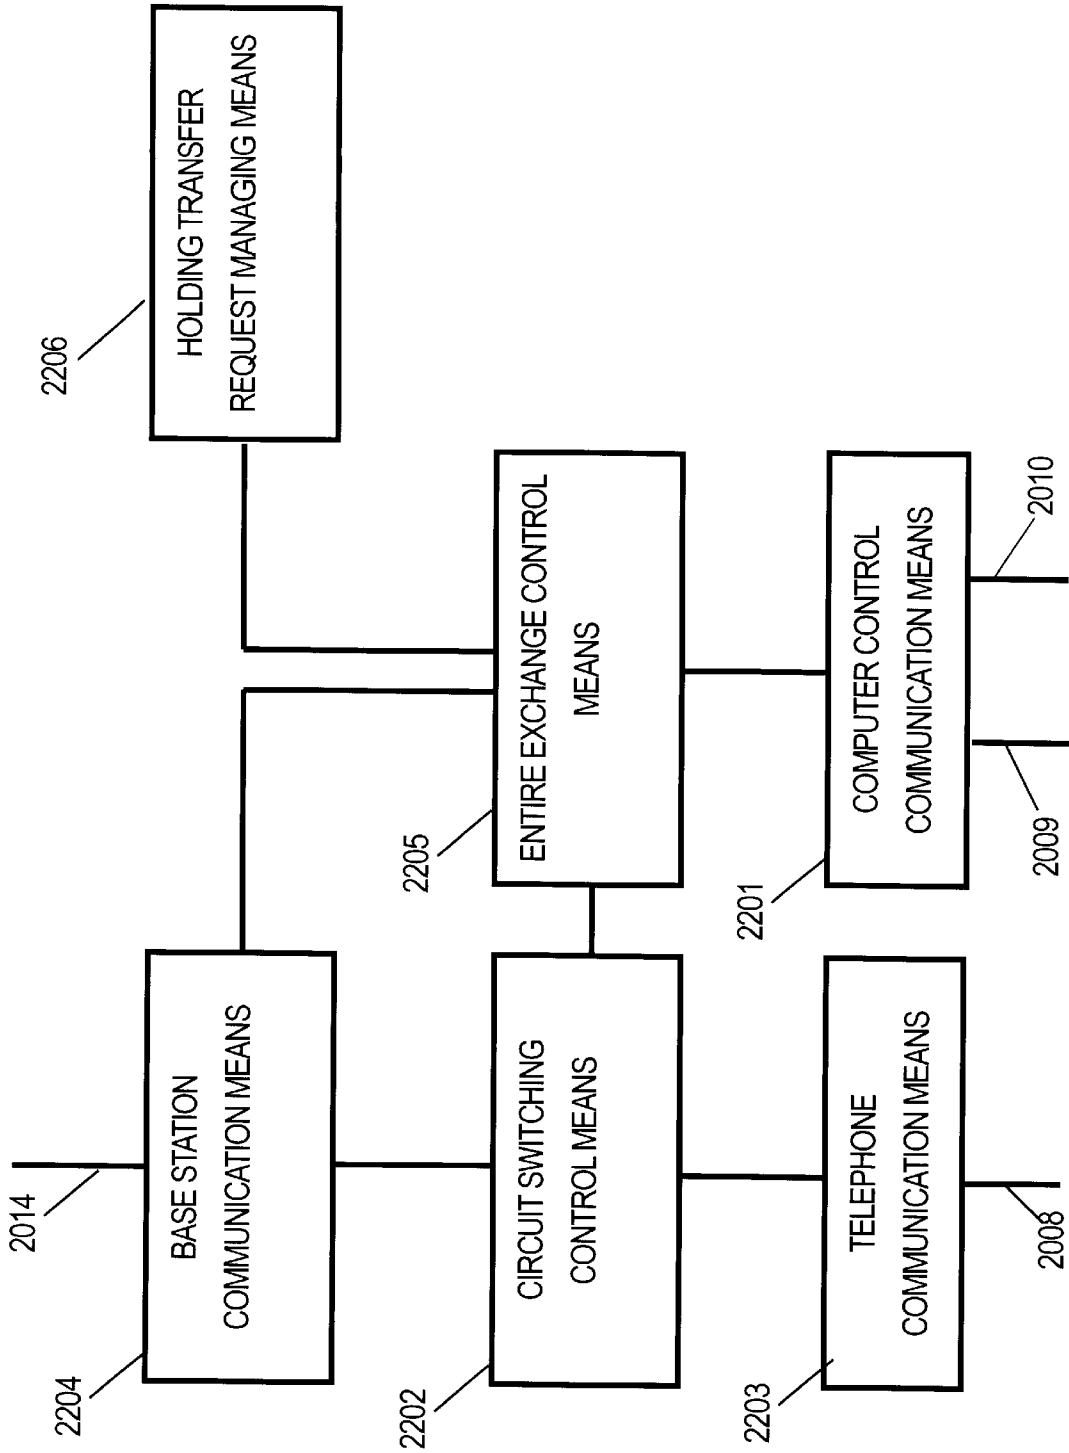 2014
2204
BASE STATION
COMMUNICATION MEANS
2206
HOLDING TRANSFER
REQUEST MANAGING MEANS
2202
CIRCUIT SWITCHING
CONTROL MEANS
2205
ENTIRE EXCHANGE CONTROL
MEANS
2203
TELEPHONE
COMMUNICATION MEANS
2008
2201
COMPUTER CONTROL
COMMUNICATION MEANS
2009
2010